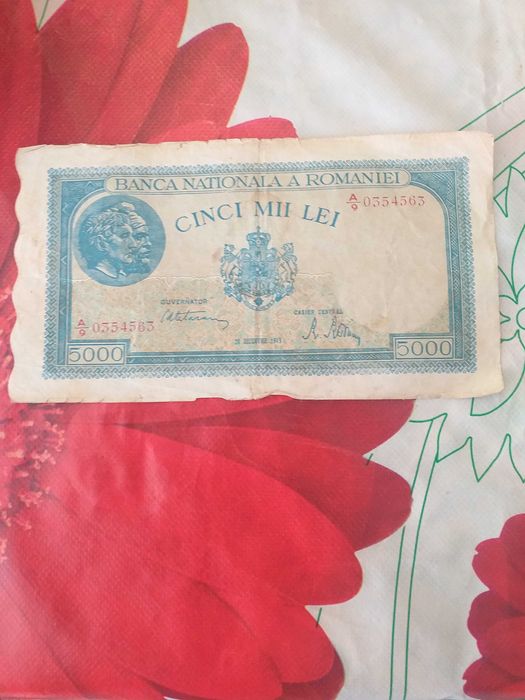 BANCA NATIONALA A ROMANIEI
CINCI MII LEI
A/9 0354563
GUVERNATOR
CASIER CENTRAL
A/9 0354563
5000
5000